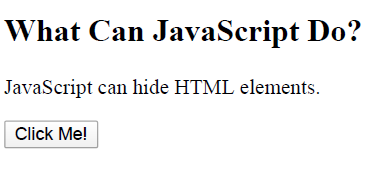 What Can JavaScript Do?
JavaScript can hide HTML elements.
Click Me!